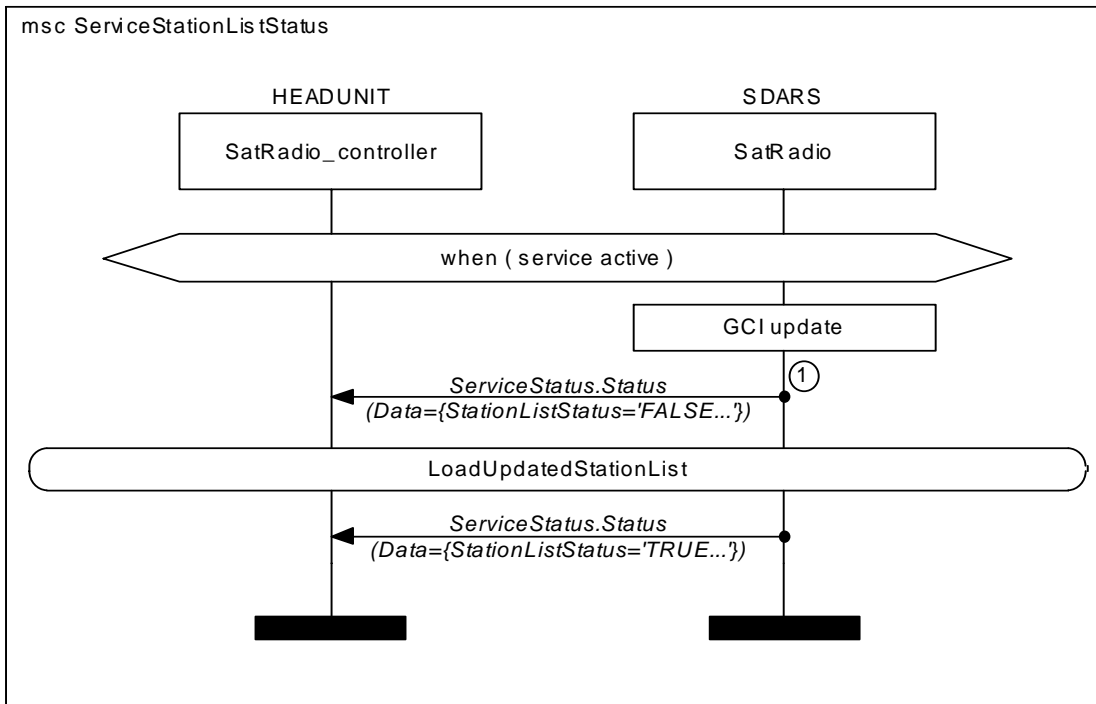 msc ServiceStationListStatus
HEADUNIT
SDARS
SatRadio_controller
SatRadio
when ( service active )
GCI update
1
ServiceStatus.Status
(Data={StationListStatus='FALSE...'})
LoadUpdatedStationList
ServiceStatus.Status
(Data={StationListStatus='TRUE...'})